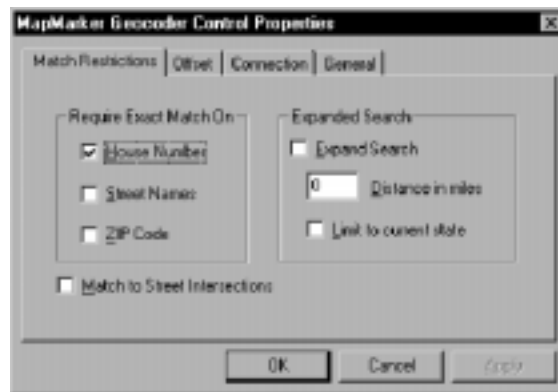 MapMarker Geocoder Control Properties
Match Restrictions Offset Connection General
Require Exact Match On
House Number
Street Names
ZIP Code
Match to Street Intersections
Expanded Search
Expand Search
0 Distance in miles
Limit to current state
OK Cancel Apply